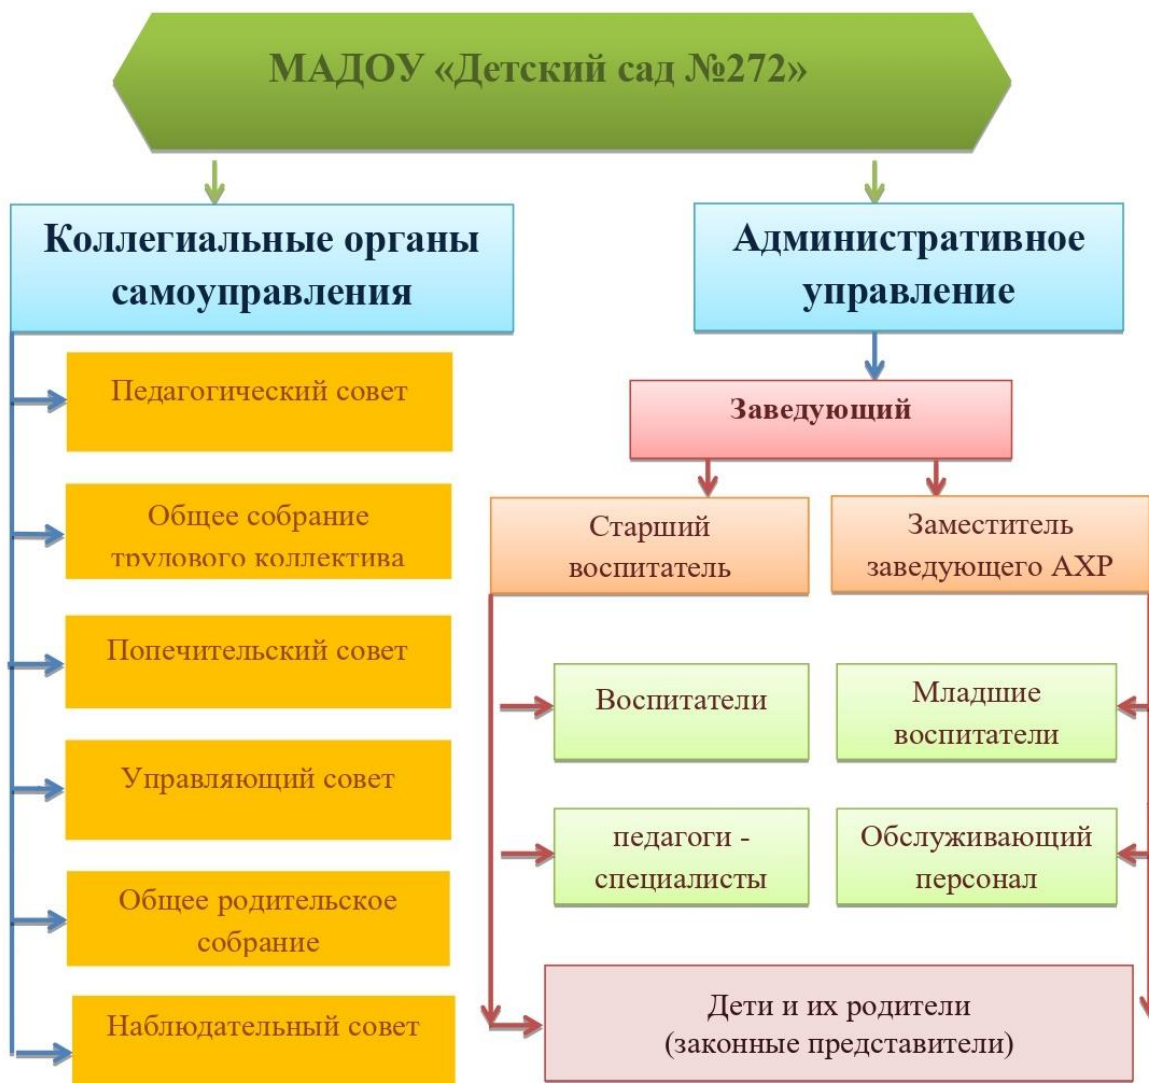 МАДОУ «Детский сад №272»
Коллегиальные органы
самоуправления
Административное
управление
Педагогический совет
Общее собрание
трудового коллектива
Попечительский совет
Управляющий совет
Общее родительское
собрание
Наблюдательный совет
Заведующий
Старший
воспитатель
Заместитель
заведующего АХР
Воспитатели
Младшие
воспитатели
педагоги -
специалисты
Обслуживающий
персонал
Дети и их родители
(законные представители)